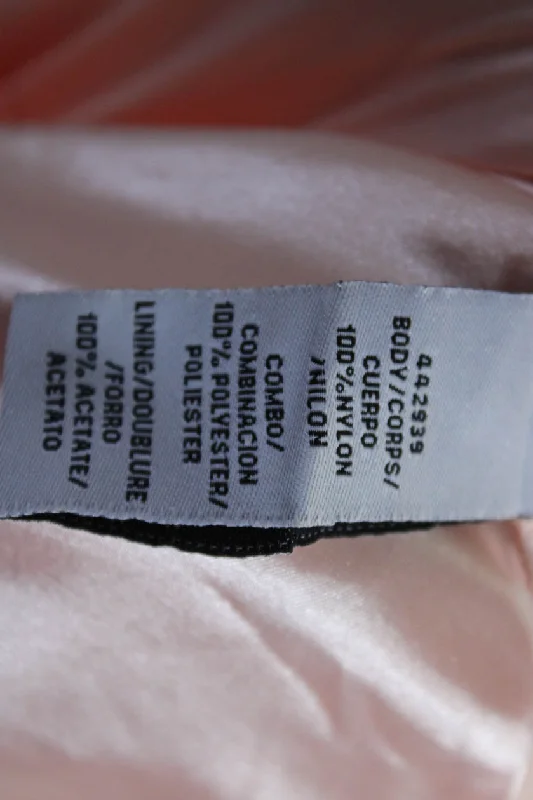 442939
BODY/CORPS/
CUERPO
100%NYLON
/NILON
COMBO/
COMBINACION
100% POLYESTER/
POLIESTER
LINING/DOUBLURE
/FORRO
100% ACETATE/
ACETATO